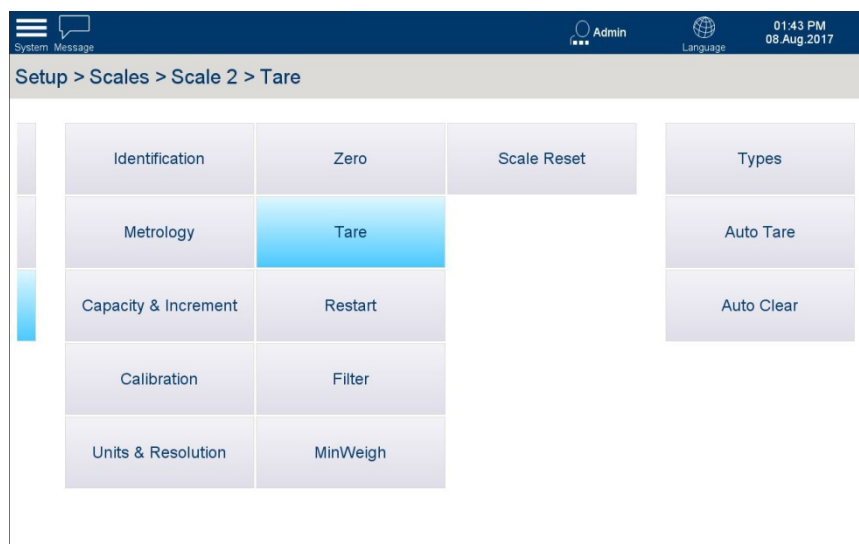 System Message
Admin
Language
01:43 PM
08.Aug.2017
Setup > Scales > Scale 2 > Tare
Identification
Zero
Scale Reset
Types
Metrology
Tare
Auto Tare
Capacity & Increment
Restart
Auto Clear
Calibration
Filter
Units & Resolution
MinWeigh